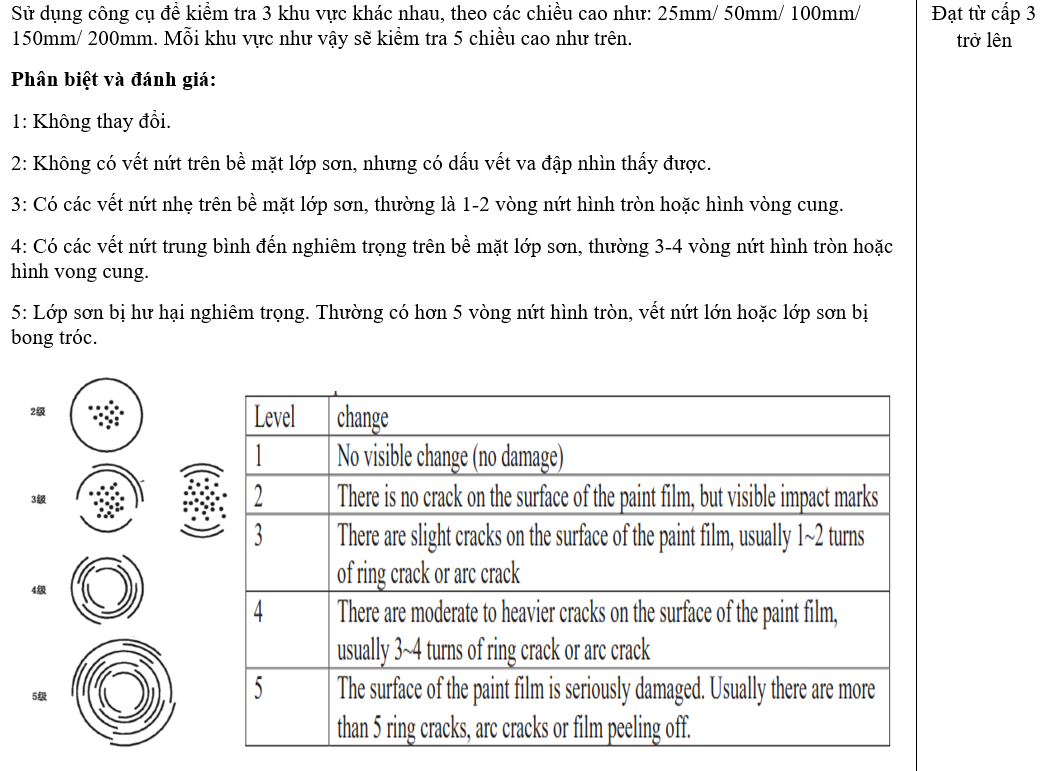 Sử dụng công cụ để kiểm tra 3 khu vực khác nhau, theo các chiều cao như: 25mm/ 50mm/ 100mm/
150mm/ 200mm. Mỗi khu vực như vậy sẽ kiểm tra 5 chiều cao như trên.
Phân biệt và đánh giá:
1: Không thay đổi.
2: Không có vết nứt trên bề mặt lớp sơn, nhưng có dấu vết va đập nhìn thấy được.
3: Có các vết nứt nhẹ trên bề mặt lớp sơn, thường là 1-2 vòng nứt hình tròn hoặc hình vòng cung.
4: Có các vết nứt trung bình đến nghiêm trọng trên bề mặt lớp sơn, thường 3-4 vòng nứt hình tròn hoặc
hình vong cung.
5: Lớp sơn bị hư hại nghiêm trọng. Thường có hơn 5 vòng nứt hình tròn, vết nứt lớn hoặc lớp sơn bị
bong tróc.
Đạt từ cấp 3
trở lên
2级
3级
4级
5级
Level change
1 No visible change (no damage)
2 There is no crack on the surface of the paint film, but visible impact marks
3 There are slight cracks on the surface of the paint film, usually 1~2 turns
of ring crack or arc crack
4 There are moderate to heavier cracks on the surface of the paint film,
usually 3~4 turns of ring crack or arc crack
5 The surface of the paint film is seriously damaged. Usually there are more
than 5 ring cracks, arc cracks or film peeling off.